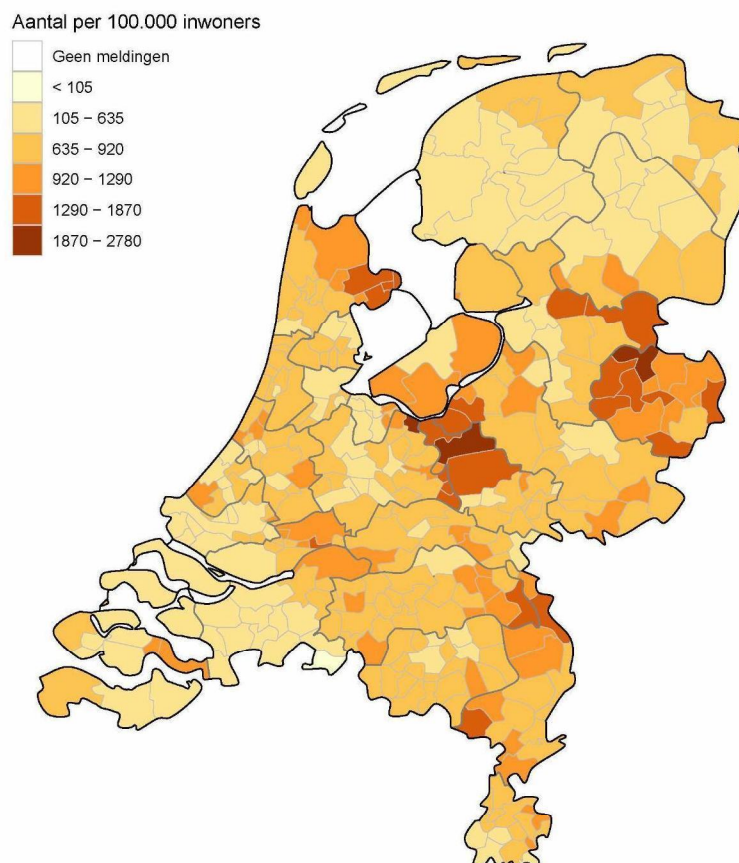 Aantal per 100.000 inwoners
Geen meldingen
< 105
105 − 635
635 − 920
920 − 1290
1290 − 1870
1870 − 2780